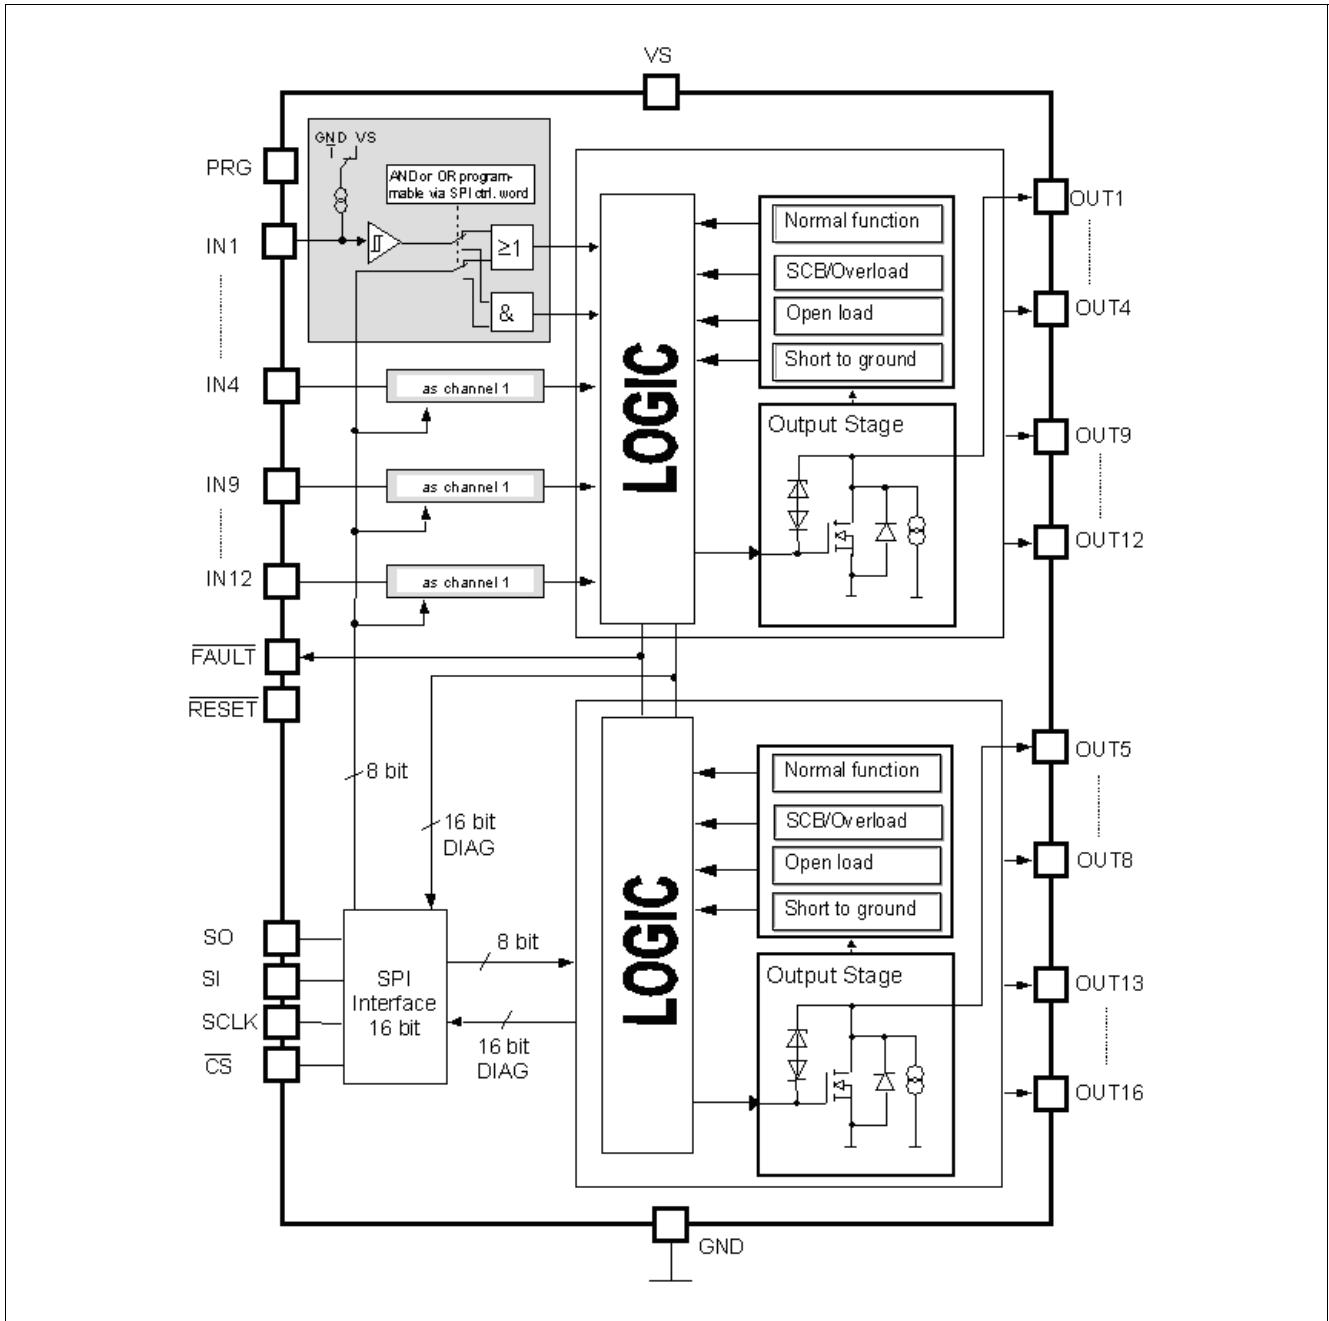 VS
PRG
GND VS
AND or OR program-
mable via SPI ctrl. word
IN1
≥1
&
IN4
as channel 1
IN9
as channel 1
IN12
as channel 1
FAULT
RESET
LOGIC
Normal function
SCB/Overload
Open load
Short to ground
Output Stage
OUT1
OUT4
OUT9
OUT12
8 bit
16 bit
DIAG
SO
SI
SCLK
CS
SPI
Interface
16 bit
8 bit
16 bit
DIAG
LOGIC
Normal function
SCB/Overload
Open load
Short to ground
Output Stage
OUT5
OUT8
OUT13
OUT16
GND